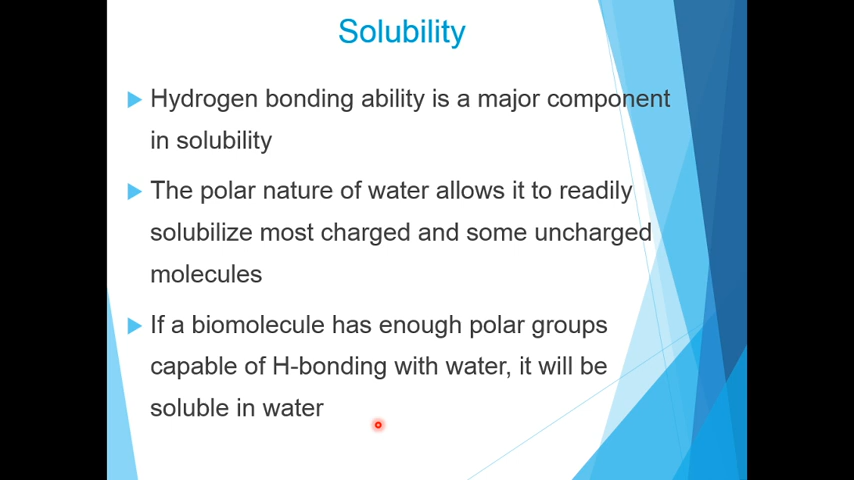 Solubility
Hydrogen bonding ability is a major component
in solubility
The polar nature of water allows it to readily
solubilize most charged and some uncharged
molecules
If a biomolecule has enough polar groups
capable of H-bonding with water, it will be
soluble in water